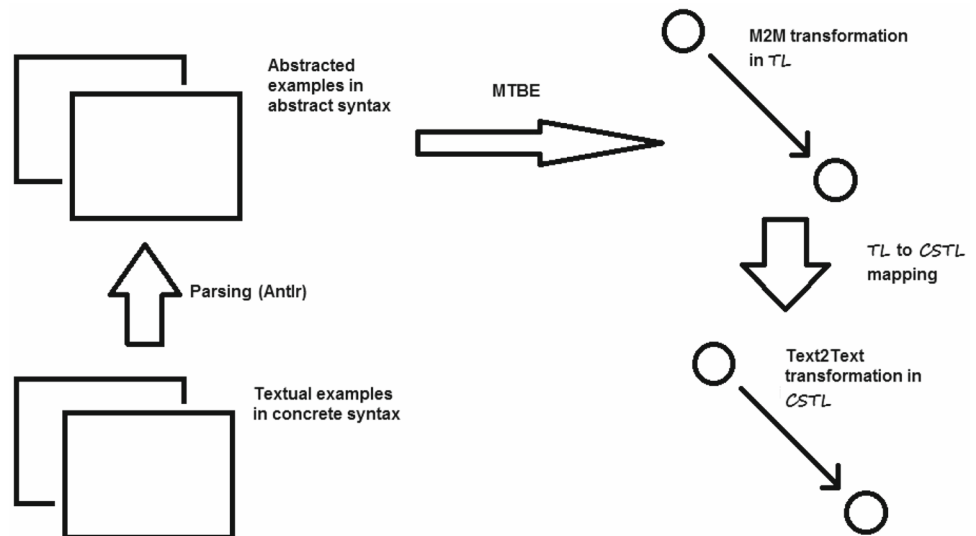 Abstracted
examples in
abstract syntax
MTBE
M2M transformation
in TL
Parsing (Antlr)
TL to CSTL
mapping
Textual examples
in concrete syntax
Text2Text
transformation in
CSTL